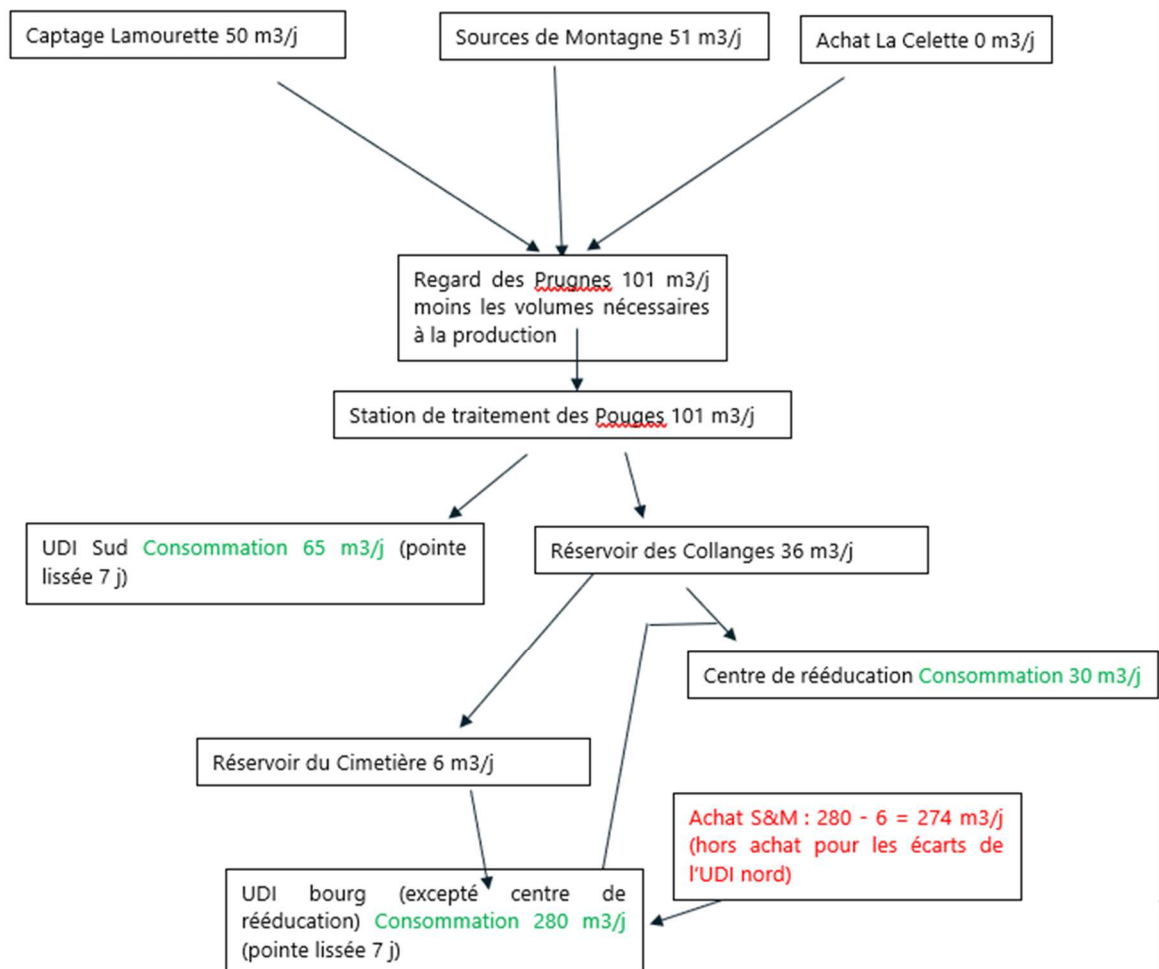 Captage Lamourette 50 m3/j
Sources de Montagne 51 m3/j
Achat La Celette 0 m3/j
Regard des Prugnes 101 m3/j
moins les volumes nécessaires
à la production
Station de traitement des Pouges 101 m3/j
UDI Sud Consommation 65 m3/j (pointe
lissée 7 j)
Réservoir des Collanges 36 m3/j
Centre de rééducation Consommation 30 m3/j
Réservoir du Cimetière 6 m3/j
Achat S&M : 280 - 6 = 274 m3/j
(hors achat pour les écarts de
l'UDI nord)
UDI bourg (excepté centre de
rééducation) Consommation 280 m3/j
(pointe lissée 7 j)